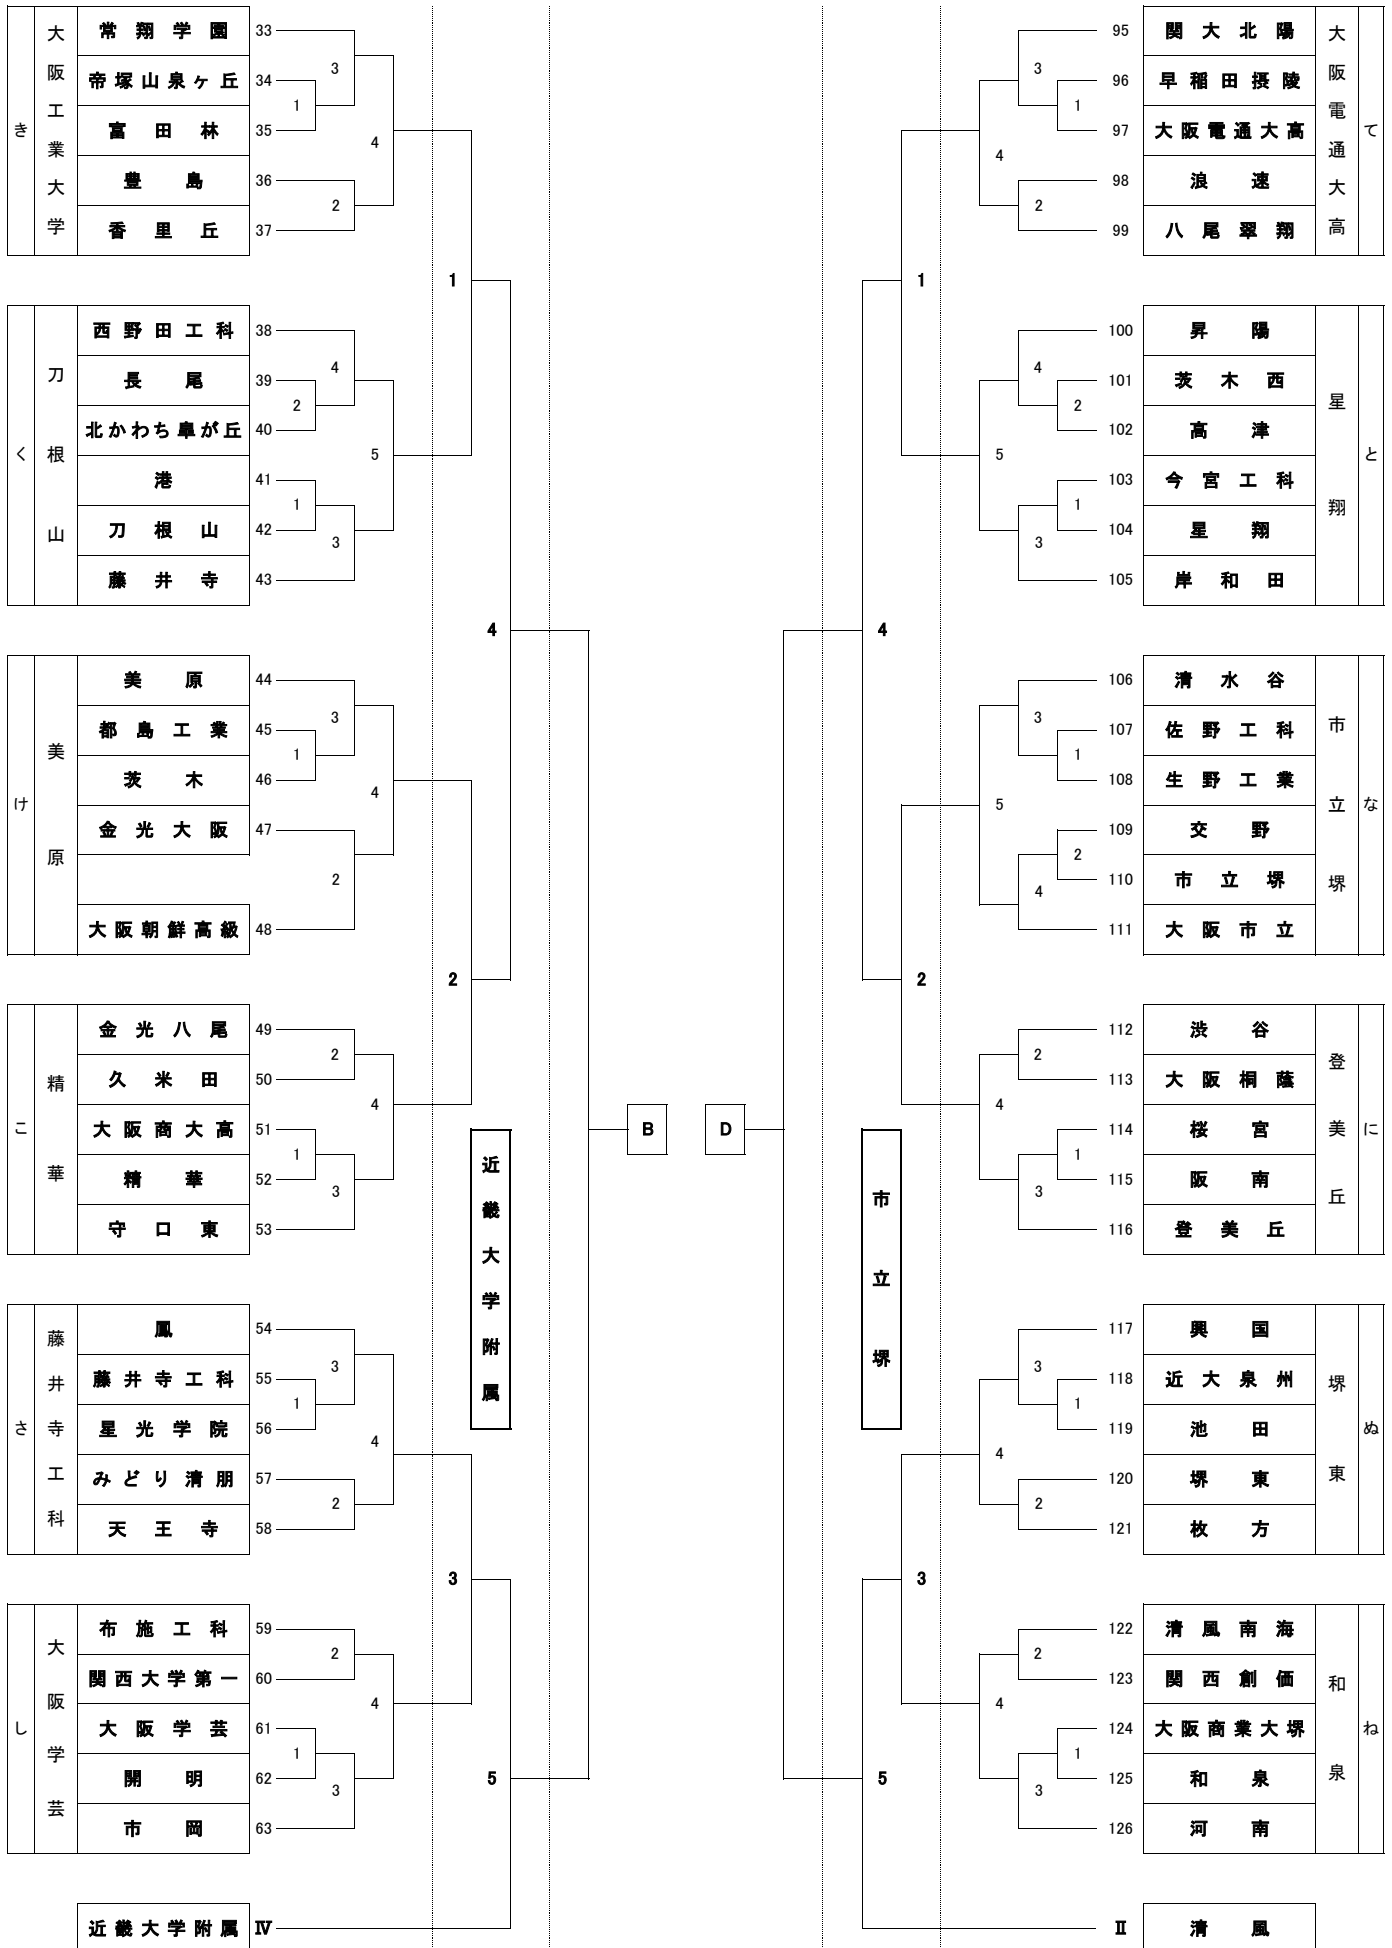 き
大阪工業大学
常翔学園 33
帝塚山泉ヶ丘 34
富田林 35
豊島 36
香里丘 37
3
1
4
2
1
く
刀根山
西野田工科 38
長尾 39
北かわち皐が丘 40
港 41
刀根山 42
藤井寺 43
4
2
5
1
3
4
け
美原
美原 44
都島工業 45
茨木 46
金光大阪 47
大阪朝鮮高級 48
3
1
4
2
2
こ
精華
金光八尾 49
久米田 50
大阪商大高 51
精華 52
守口東 53
2
4
1
3
近畿大学附属
B
さ
藤井寺工科
鳳 54
藤井寺工科 55
星光学院 56
みどり清朋 57
天王寺 58
3
1
4
2
3
し
大阪学芸
布施工科 59
関西大学第一 60
大阪学芸 61
開明 62
市岡 63
2
4
1
3
5
近畿大学附属 Ⅳ
95 関大北陽
96 早稲田摂陵
97 大阪電通大高
98 浪速
99 八尾翠翔
大阪電通大高
て
3
1
4
2
1
100 昇陽
101 茨木西
102 高津
103 今宮工科
104 星翔
105 岸和田
星翔
と
4
2
5
1
3
4
106 清水谷
107 佐野工科
108 生野工業
109 交野
110 市立堺
111 大阪市立
市立堺
な
3
1
5
2
4
2
112 渋谷
113 大阪桐蔭
114 桜宮
115 阪南
116 登美丘
登美丘
に
2
4
1
3
D
市立堺
117 興国
118 近大泉州
119 池田
120 堺東
121 枚方
堺東
ぬ
3
1
4
2
3
122 清風南海
123 関西創価
124 大阪商業大堺
125 和泉
126 河南
和泉
ね
2
4
1
3
5
Ⅱ 清風